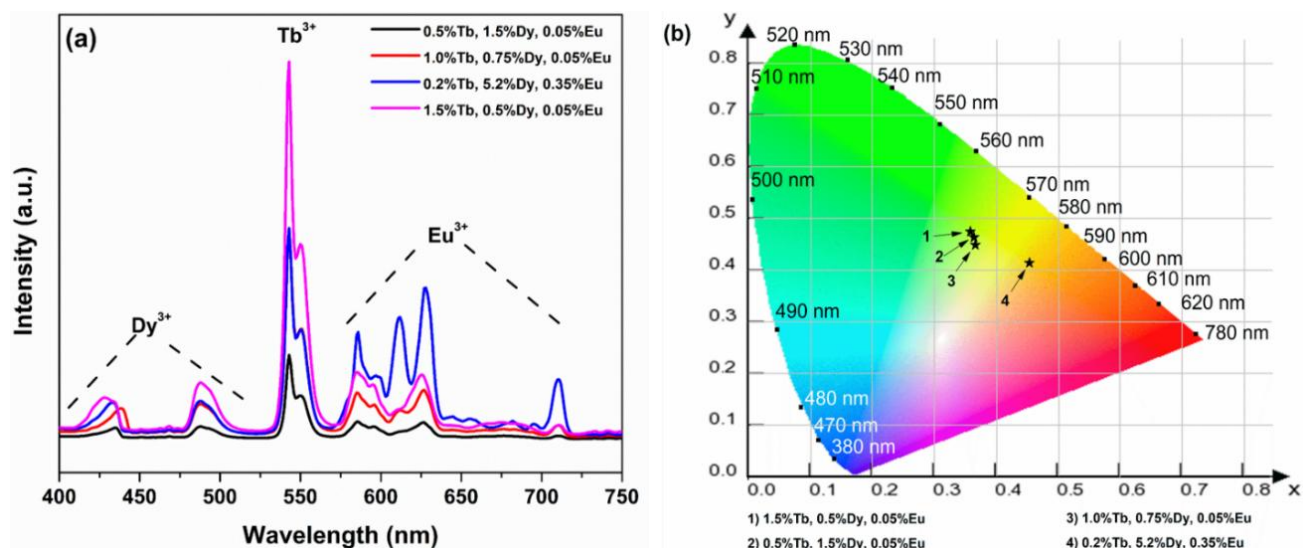 (a)
Tb3+
0.5%Tb, 1.5%Dy, 0.05%Eu
1.0%Tb, 0.75%Dy, 0.05%Eu
0.2%Tb, 5.2%Dy, 0.35%Eu
1.5%Tb, 0.5%Dy, 0.05%Eu
Eu3+
Dy3+
Intensity (a.u.)
400 450 500 550 600 650 700 750
Wavelength (nm)
(b)
y
0.8
0.7
0.6
0.5
0.4
0.3
0.2
0.1
0.0
520 nm
530 nm
510 nm
540 nm
550 nm
560 nm
500 nm
570 nm
580 nm
590 nm
600 nm
610 nm
620 nm
780 nm
490 nm
480 nm
470 nm
380 nm
1
2
3
4
0.0 0.1 0.2 0.3 0.4 0.5 0.6 0.7 0.8
x
1) 1.5%Tb, 0.5%Dy, 0.05%Eu
3) 1.0%Tb, 0.75%Dy, 0.05%Eu
2) 0.5%Tb, 1.5%Dy, 0.05%Eu
4) 0.2%Tb, 5.2%Dy, 0.35%Eu